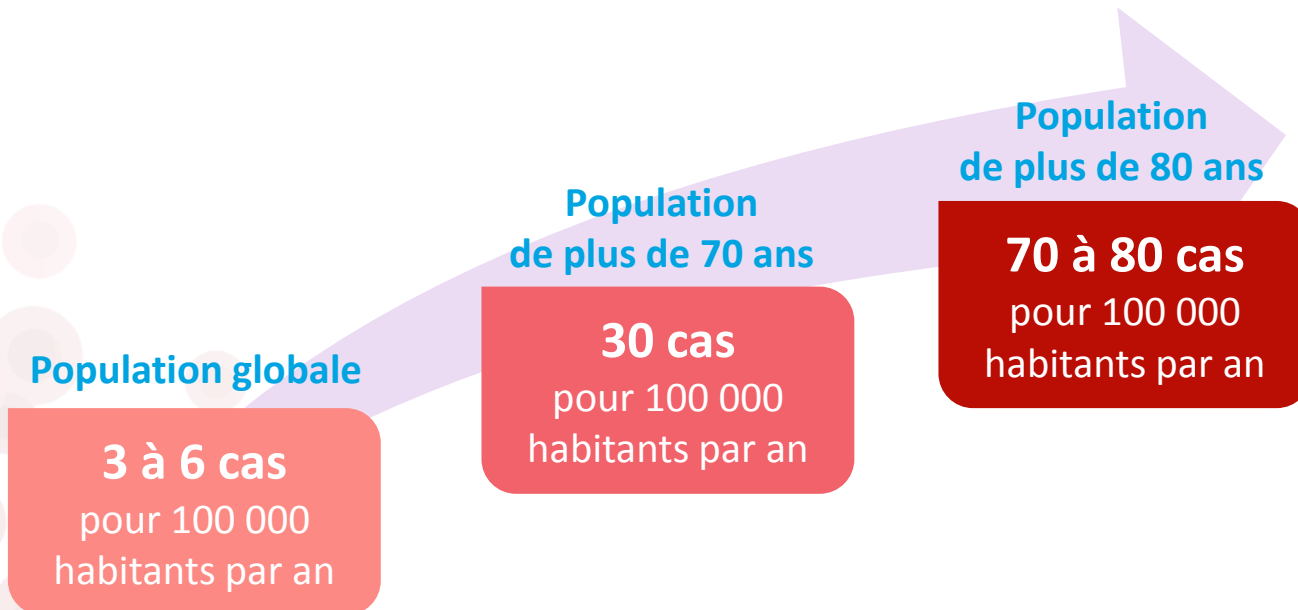 Population globale
3 à 6 cas
pour 100 000
habitants par an
Population
de plus de 70 ans
30 cas
pour 100 000
habitants par an
Population
de plus de 80 ans
70 à 80 cas
pour 100 000
habitants par an